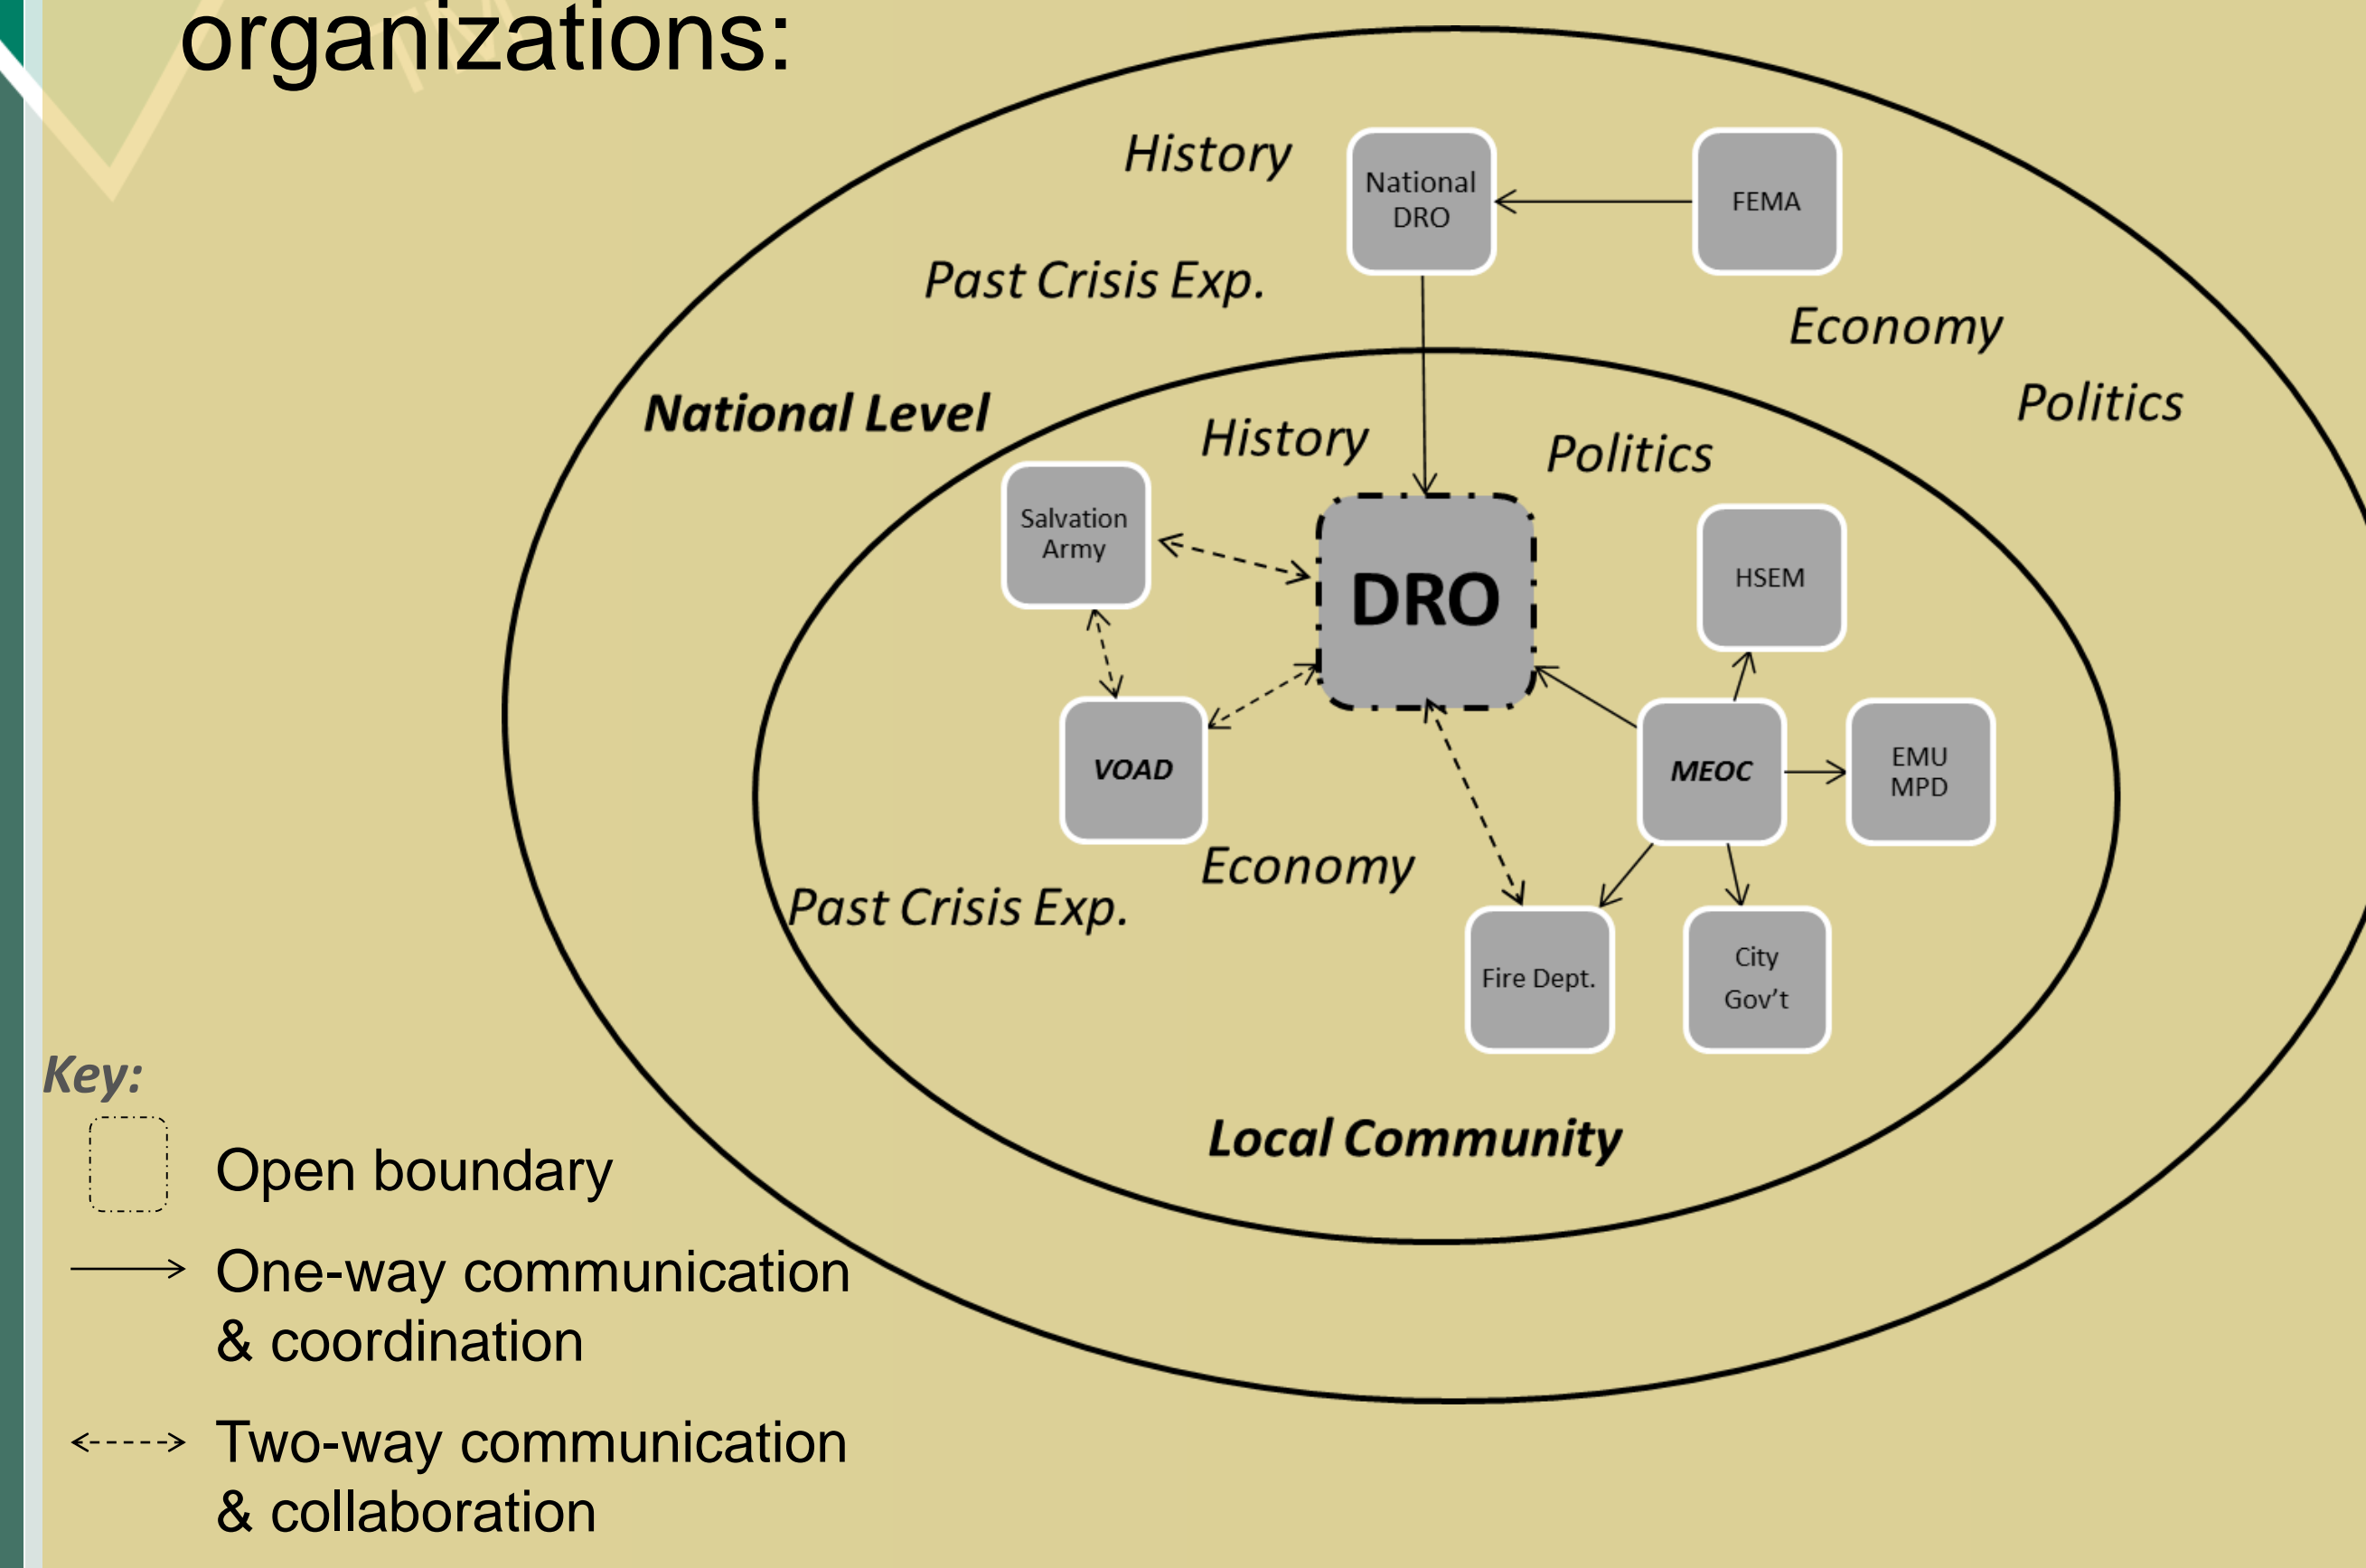 organizations:
History
National
DRO
FEMA
Past Crisis Exp.
Economy
Politics
National Level
History
Politics
Salvation
Army
DRO
HSEM
VOAD
MEOC
EMU
MPD
Economy
Past Crisis Exp.
Fire Dept.
City
Gov't
Local Community
Key:
Open boundary
One-way communication
& coordination
Two-way communication
& collaboration